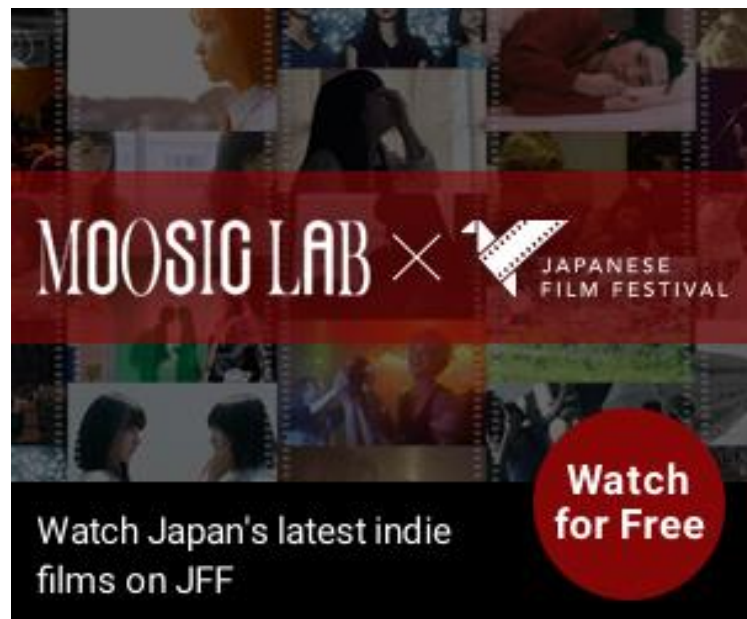 MOOSIC LAB × JAPANESE
FILM FESTIVAL
Watch
for Free
Watch Japan's latest indie
films on JFF